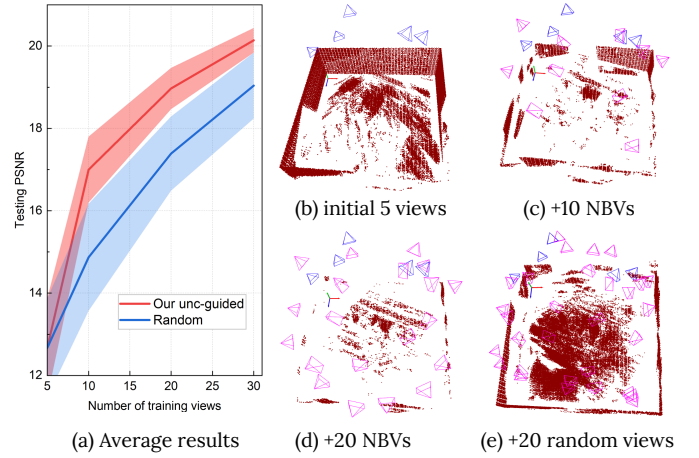 20
18
16
14
12
Testing PSNR
Our unc-guided
Random
5 10 15 20 25 30
Number of training views
(a) Average results
(b) initial 5 views
(c) +10 NBVs
(d) +20 NBVs
(e) +20 random views